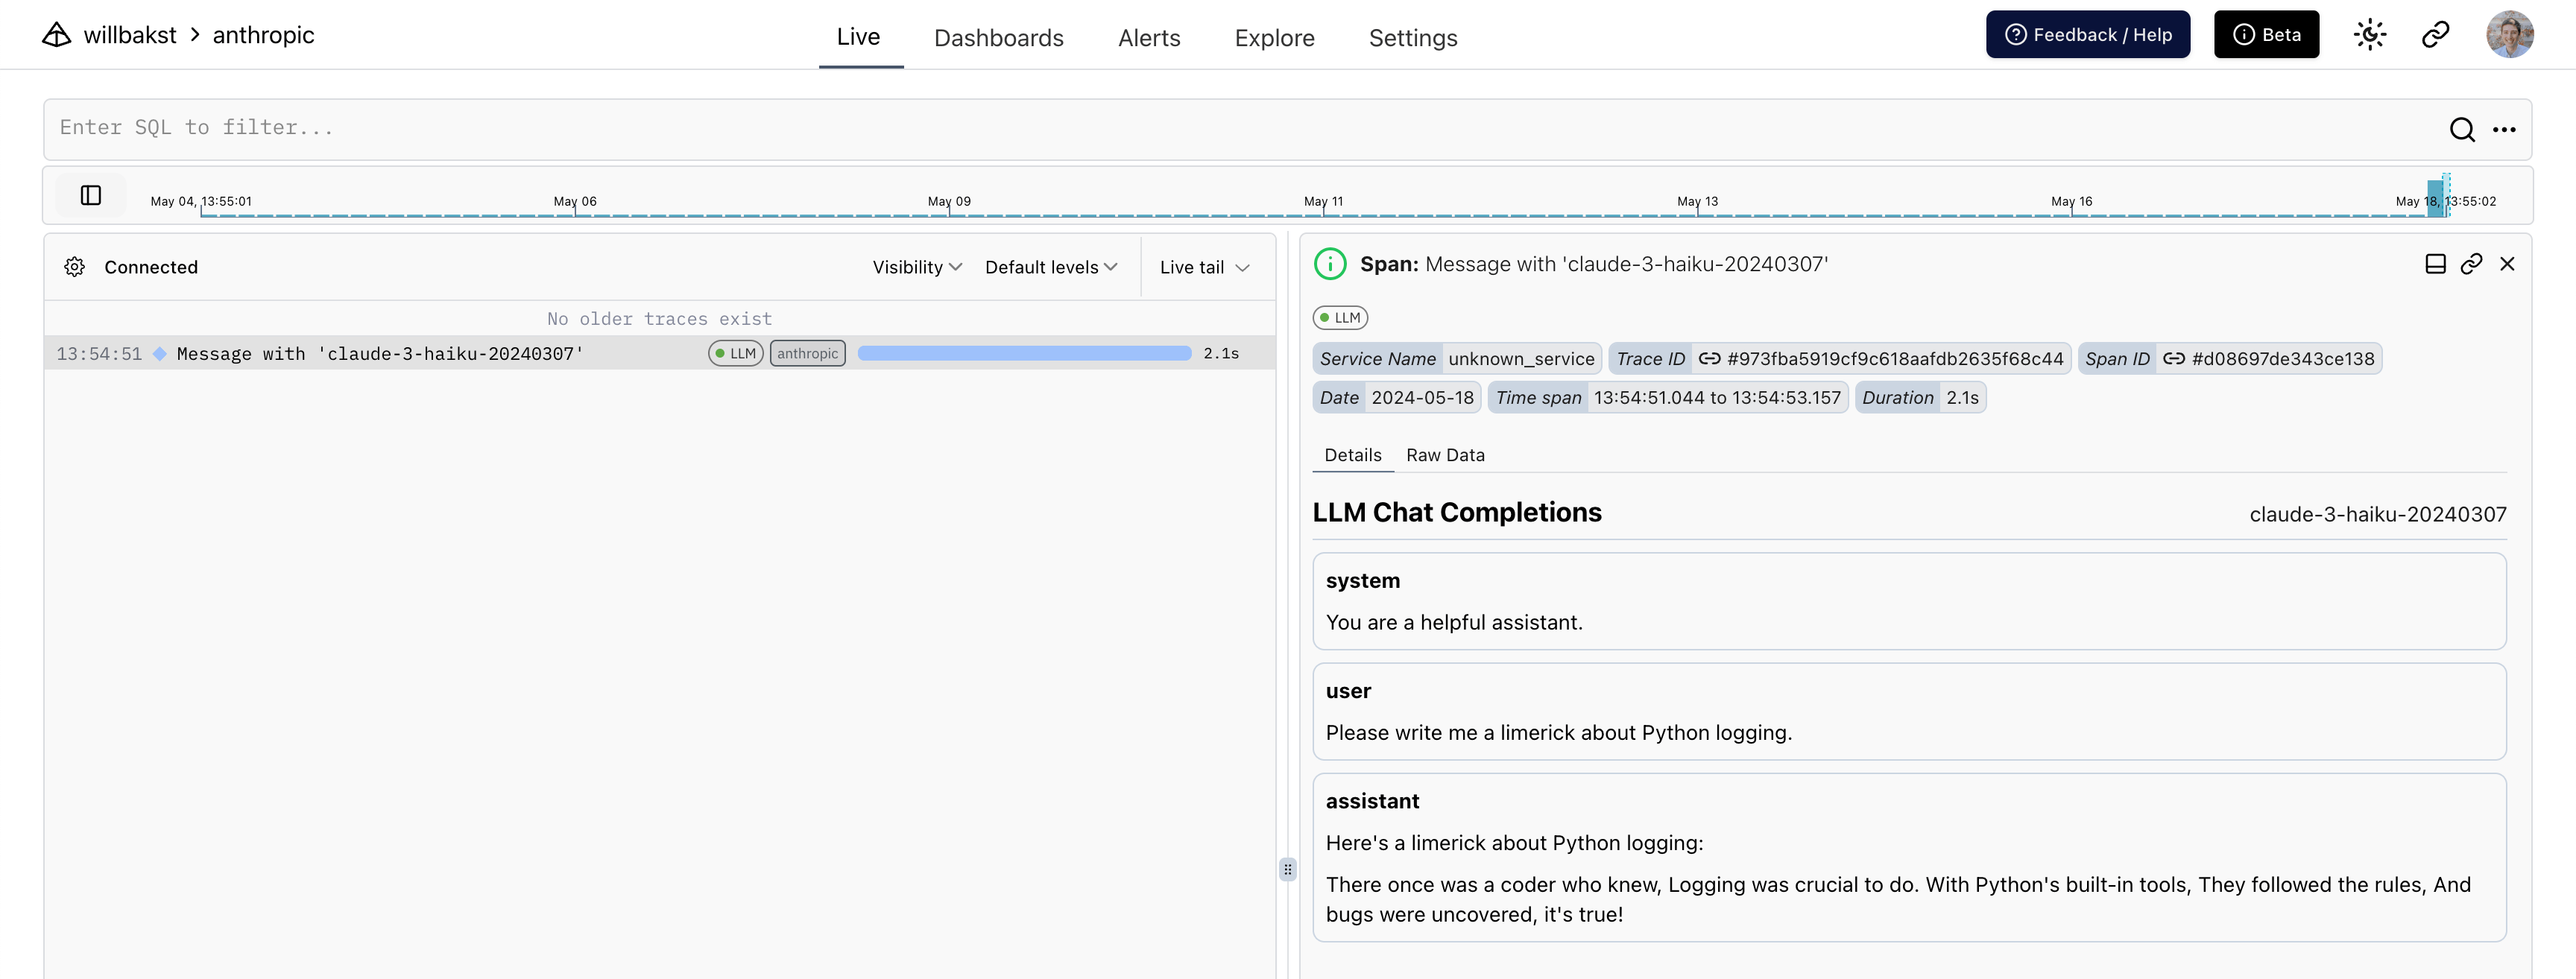 willbakst > anthropic
Live
Dashboards
Alerts
Explore
Settings
Feedback / Help
Beta
Enter SQL to filter...
May 04, 13:55:01
May 06
May 09
May 11
May 13
May 16
May 18, 13:55:02
Connected
Visibility
Default levels
Live tail
No older traces exist
13:54:51 Message with 'claude-3-haiku-20240307' LLM anthropic 2.1s
Span: Message with 'claude-3-haiku-20240307'
LLM
Service Name unknown_service Trace ID #973fba5919cf9c618aafdb2635f68c44 Span ID #d08697de343ce138
Date 2024-05-18 Time span 13:54:51.044 to 13:54:53.157 Duration 2.1s
Details Raw Data
LLM Chat Completions claude-3-haiku-20240307
system
You are a helpful assistant.
user
Please write me a limerick about Python logging.
assistant
Here's a limerick about Python logging:
There once was a coder who knew, Logging was crucial to do. With Python's built-in tools, They followed the rules, And
bugs were uncovered, it's true!